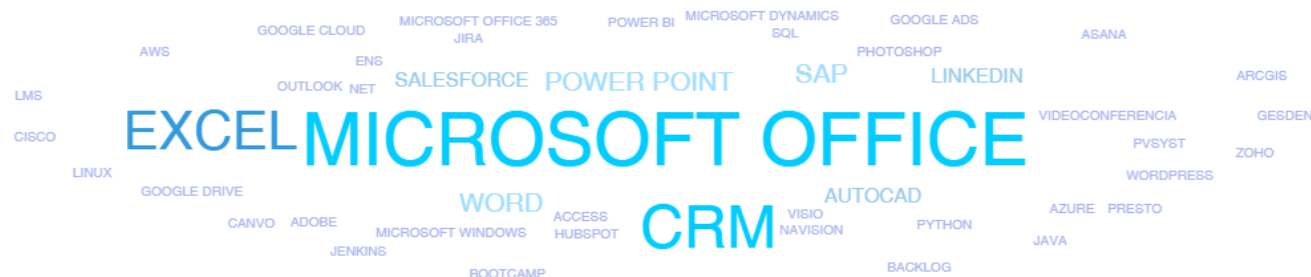 MICROSOFT DYNAMICS
MICROSOFT OFFICE 365
POWER BI
GOOGLE ADS
GOOGLE CLOUD
SQL
ASANA
JIRA
AWS
PHOTOSHOP
ENS
SALESFORCE
POWER POINT
SAP
LINKEDIN
ARCGIS
OUTLOOK
NET
LMS
EXCEL
MICROSOFT OFFICE
VIDEOCONFERENCIA
GESDEN
CISCO
PVSYST
ZOHO
LINUX
WORDPRESS
GOOGLE DRIVE
WORD
AUTOCAD
AZURE
PRESTO
CANVO
ADOBE
ACCESS
CRM
VISIO
PYTHON
MICROSOFT WINDOWS
HUBSPOT
NAVISION
JAVA
JENKINS
BACKLOG
BOOTCAMP